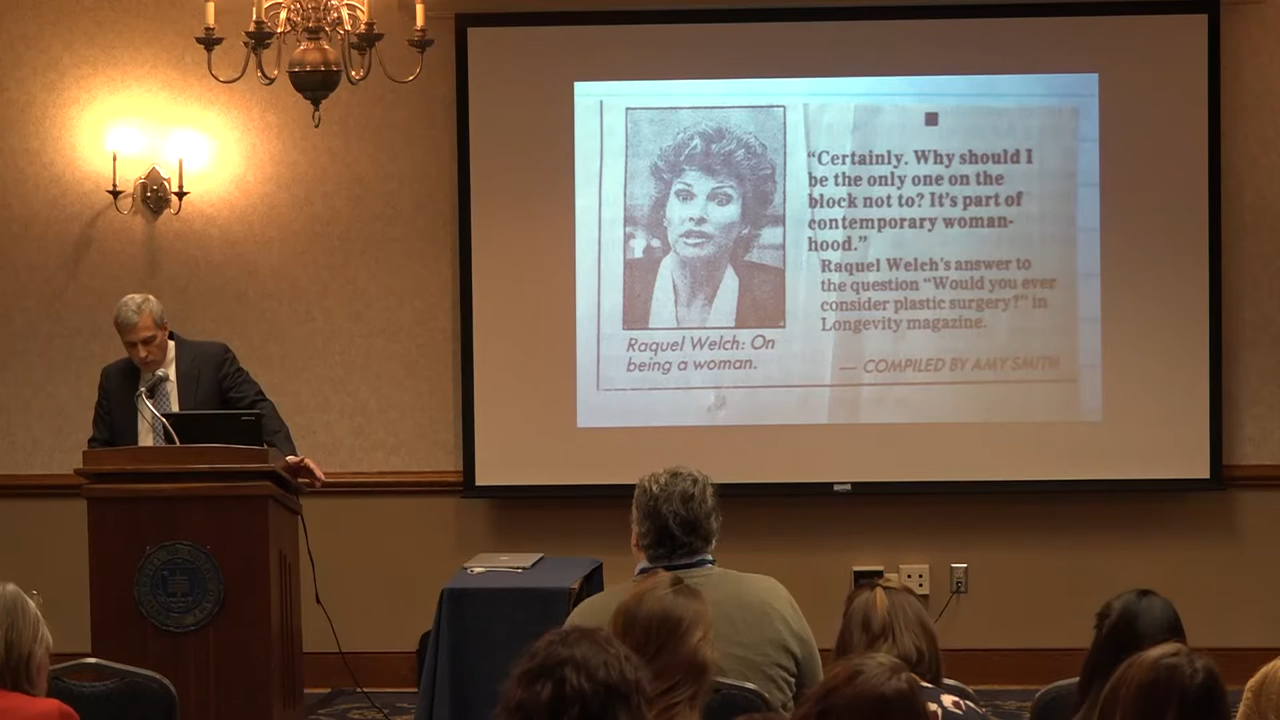 “Certainly. Why should I
be the only one on the
block not to? It’s part of
contemporary woman-
hood.”
Raquel Welch’s answer to
the question “Would you ever
consider plastic surgery?” in
Longevity magazine.
Raquel Welch: On
being a woman.
— COMPILED BY AMY SMITH